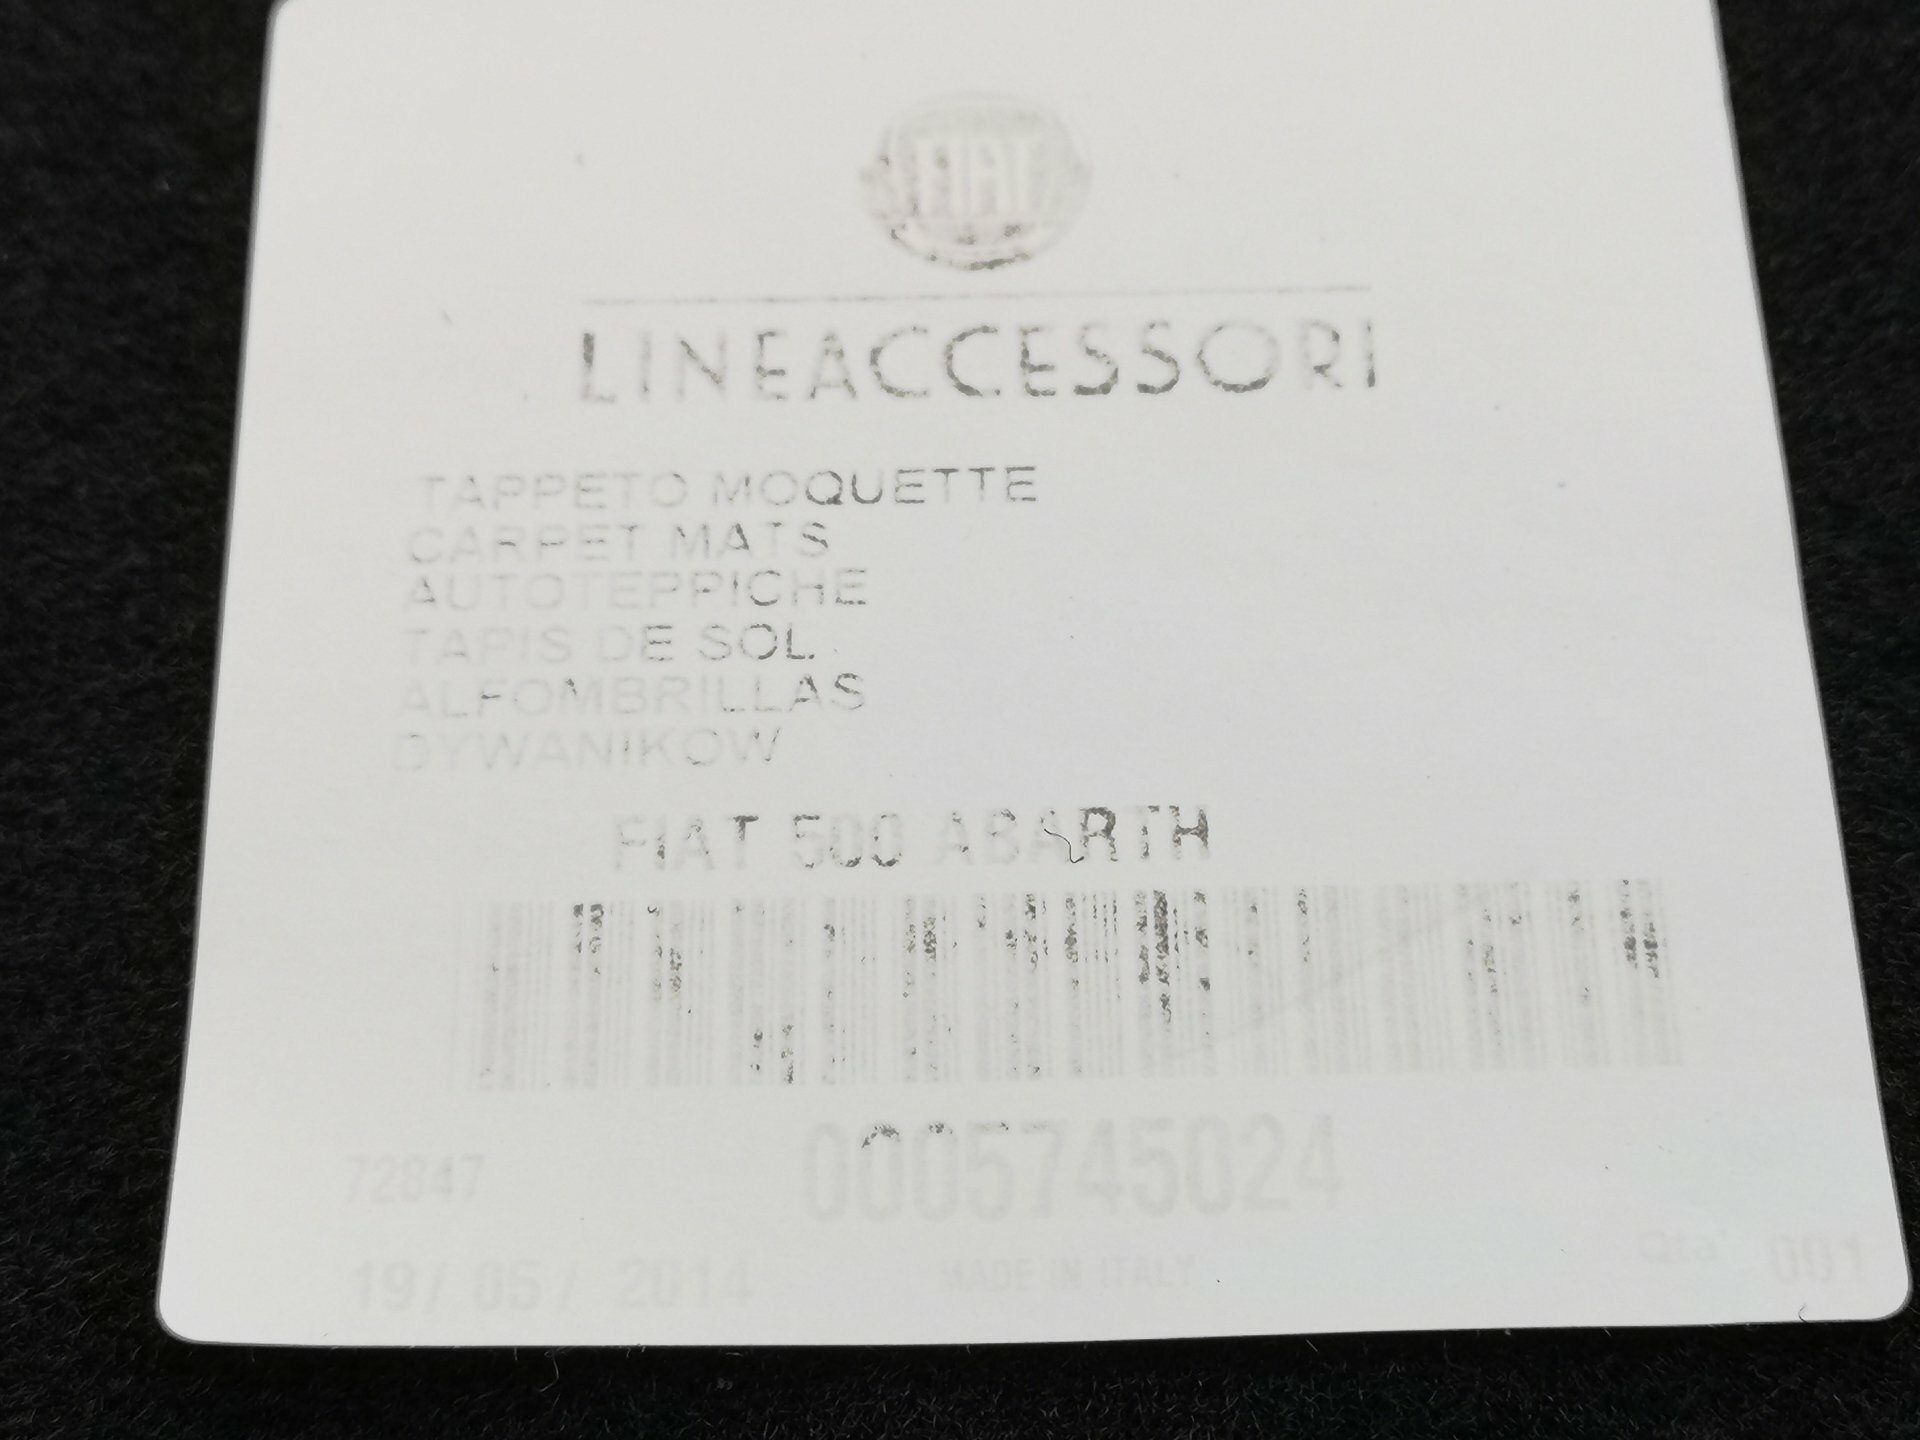 FIAT
LINEACCESSORI
TAPPETO MOQUETTE
CARPET MATS
AUTOTEPPICHE
TAPIS DE SOL
ALFOMBRILLAS
DYWANIKOW
FIAT 500 ABARTH
0005745024
72847
19/ 05/ 2014
MADE IN ITALY
Qta' 001